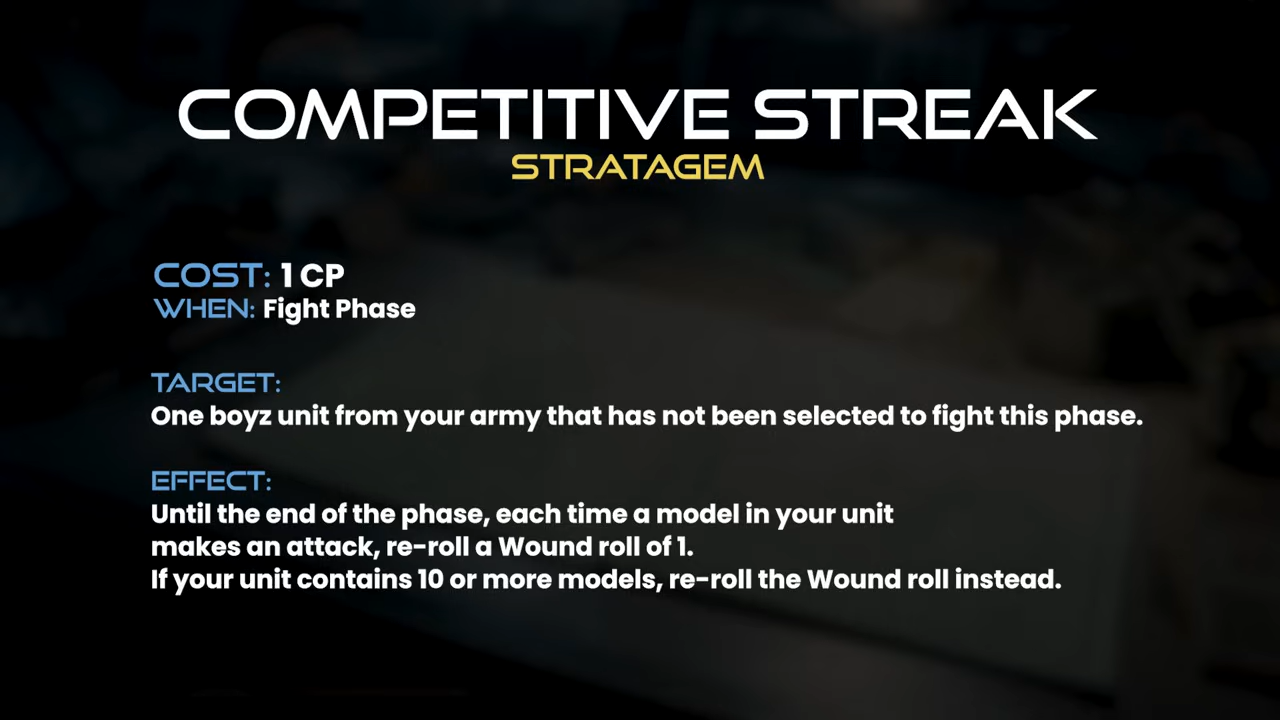 COMPETITIVE STREAK
STRATAGEM
COST: 1 CP
WHEN: Fight Phase
TARGET:
One boyz unit from your army that has not been selected to fight this phase.
EFFECT:
Until the end of the phase, each time a model in your unit
makes an attack, re-roll a Wound roll of 1.
If your unit contains 10 or more models, re-roll the Wound roll instead.